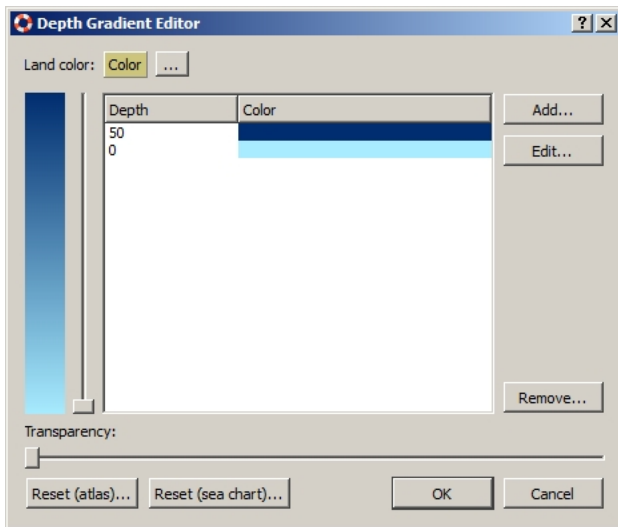 Depth Gradient Editor
Land color: Color ...
Depth Color Add...
50
0
Edit...
Remove...
Transparency:
Reset (atlas)... Reset (sea chart)... OK Cancel